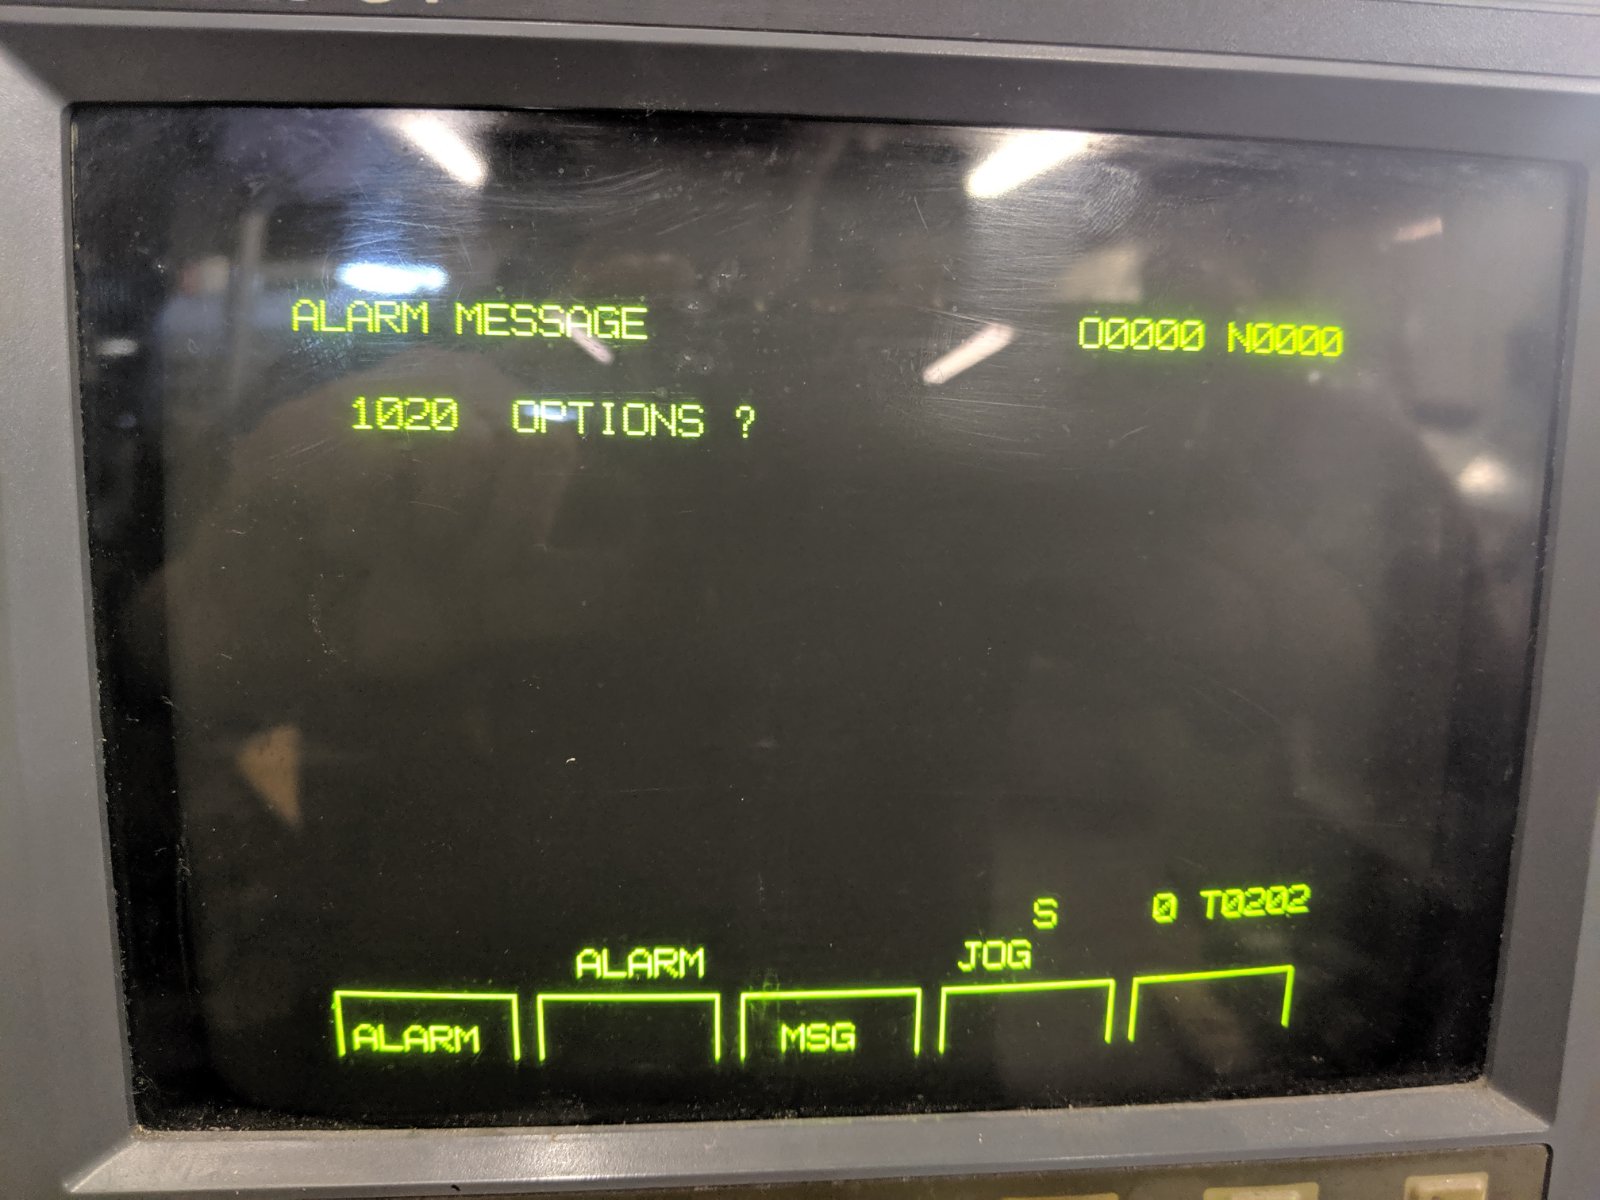 ALARM MESSAGE O0000 N0000
1020 OPTIONS ?
S 0 T0202
ALARM JOG
ALARM MSG